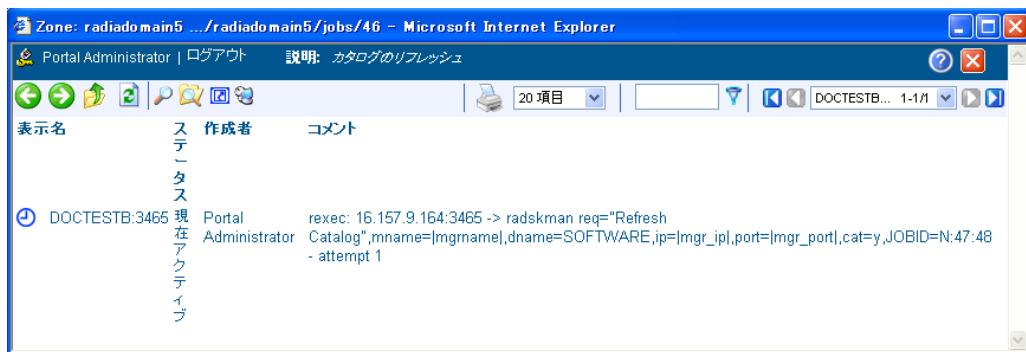 Zone: radiadomain5 .../radiadomain5/jobs/46 - Microsoft Internet Explorer
Portal Administrator | ログアウト 説明: カタログのリフレッシュ
20 項目 DOCTESTB... 1-1/1
表示名 ステータス 作成者 コメント
DOCTESTB:3465 現在アクティブ Portal Administrator rexec: 16.157.9.164:3465 -> radskman req="Refresh
Catalog",mname=|mgrname|,dname=SOFTWARE,ip=|mgr_ip|,port=|mgr_port|,cat=y,JOBID=N:47:48
- attempt 1